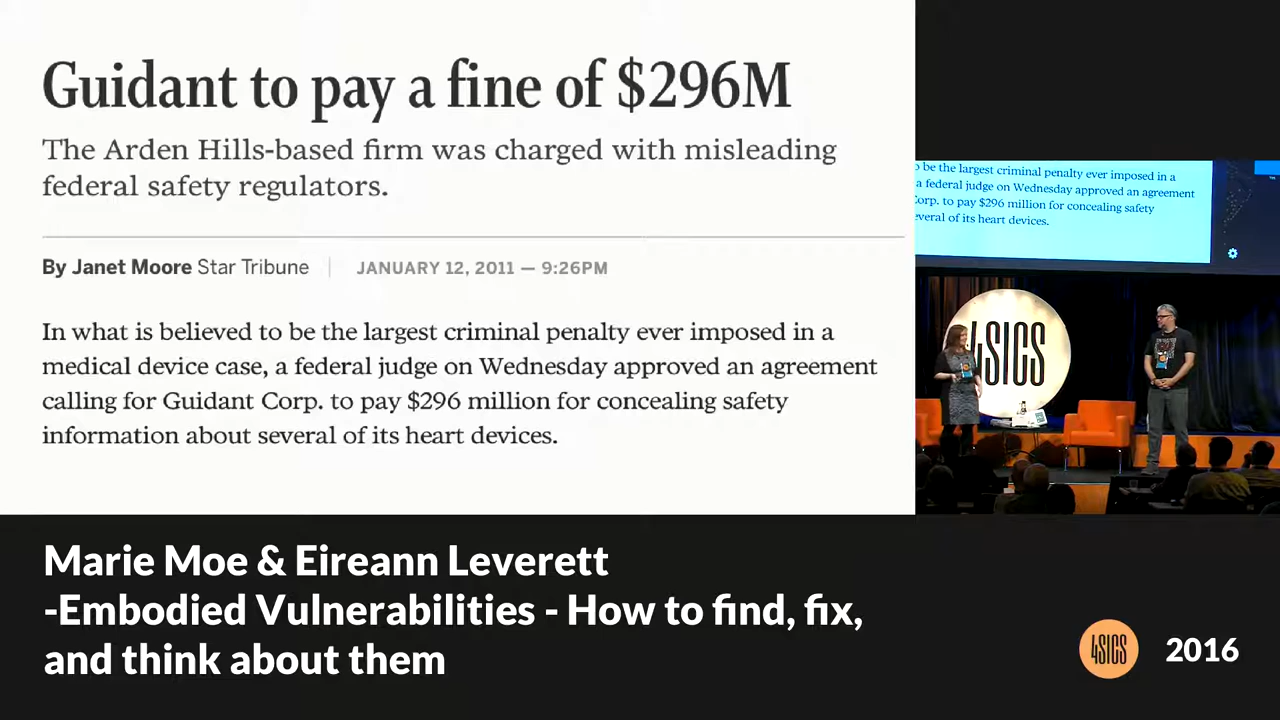 Guidant to pay a fine of $296M
The Arden Hills-based firm was charged with misleading
federal safety regulators.
By Janet Moore Star Tribune | JANUARY 12, 2011 — 9:26PM
In what is believed to be the largest criminal penalty ever imposed in a
medical device case, a federal judge on Wednesday approved an agreement
calling for Guidant Corp. to pay $296 million for concealing safety
information about several of its heart devices.
o be the largest criminal penalty ever imposed in a
a federal judge on Wednesday approved an agreement
Corp. to pay $296 million for concealing safety
everal of its heart devices.
4SICS
Marie Moe & Eireann Leverett
-Embodied Vulnerabilities - How to find, fix,
and think about them
4SICS 2016